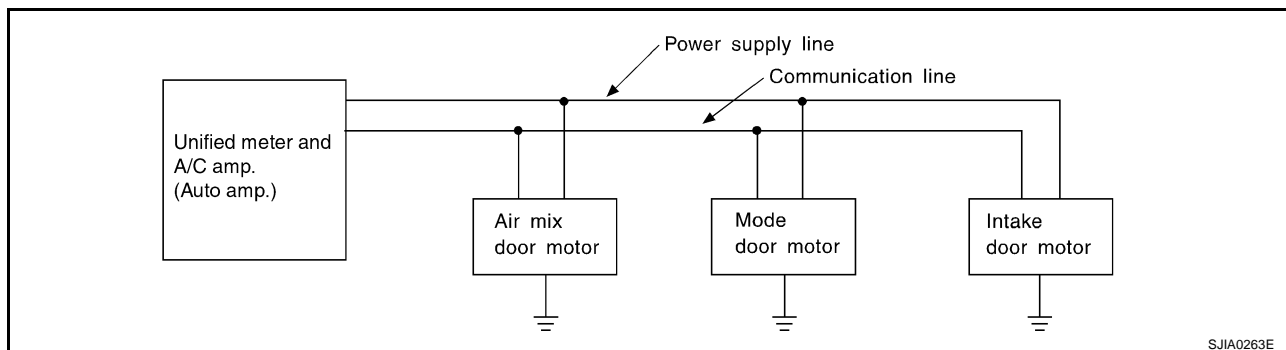 Power supply line
Communication line
Unified meter and
A/C amp.
(Auto amp.)
Air mix
door motor
Mode
door motor
Intake
door motor
SJIA0263E